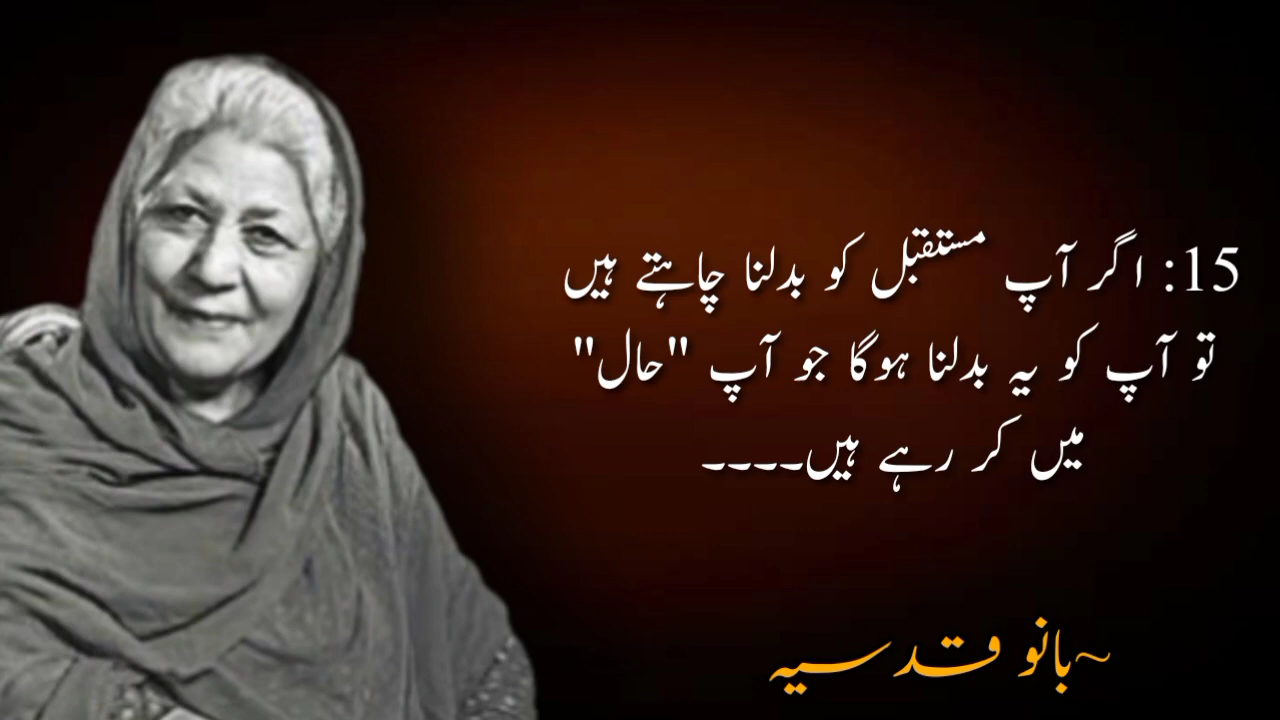 15: اگر آپ مستقبل کو بدلنا چاہتے ہیں
تو آپ کو یہ بدلنا ہوگا جو آپ "حال"
میں کر رہے ہیں۔۔۔۔
~بانو قدسیہ